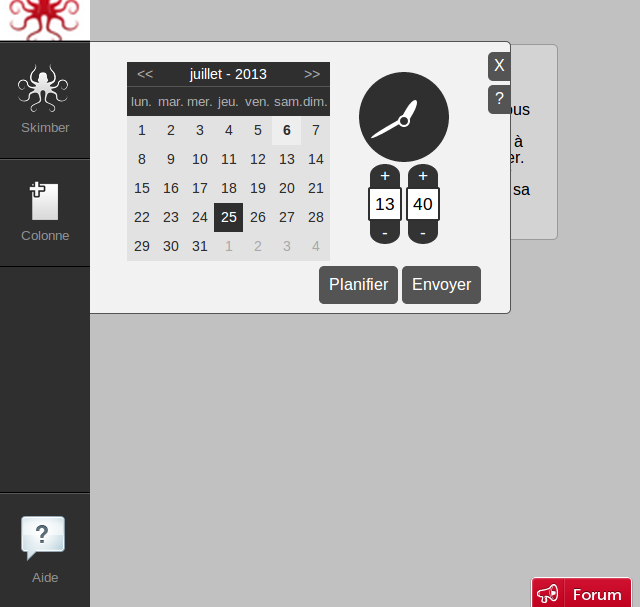 << juillet - 2013 >>
lun. mar. mer. jeu. ven. sam. dim.
1 2 3 4 5 6 7
8 9 10 11 12 13 14
15 16 17 18 19 20 21
22 23 24 25 26 27 28
29 30 31 1 2 3 4
+ +
13 40
- -
Planifier Envoyer
X
?
à
sa
Skimber
Colonne
?
Aide
Forum